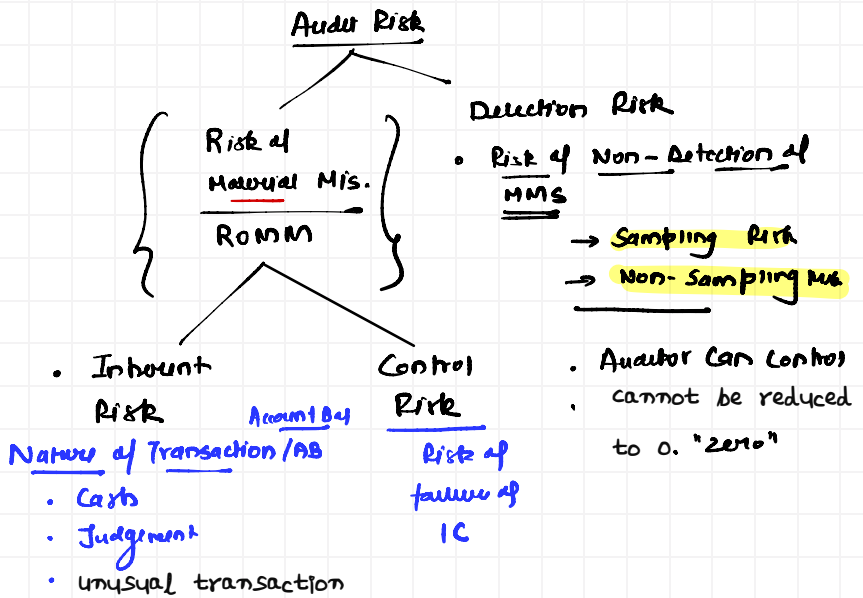 Audit Risk
Risk of
Material Mis.
ROMM
Detection Risk
• Risk of Non-Detection of
MMS
→ Sampling Risk
→ Non-Sampling Risk
• Auditor Can Control
• cannot be reduced
to 0. "zero"
• Inherent
Risk
Account Bal
Nature of Transaction/AB
• Cash
• Judgement
• unusual transaction
Control
Risk
Risk of
failure of
IC